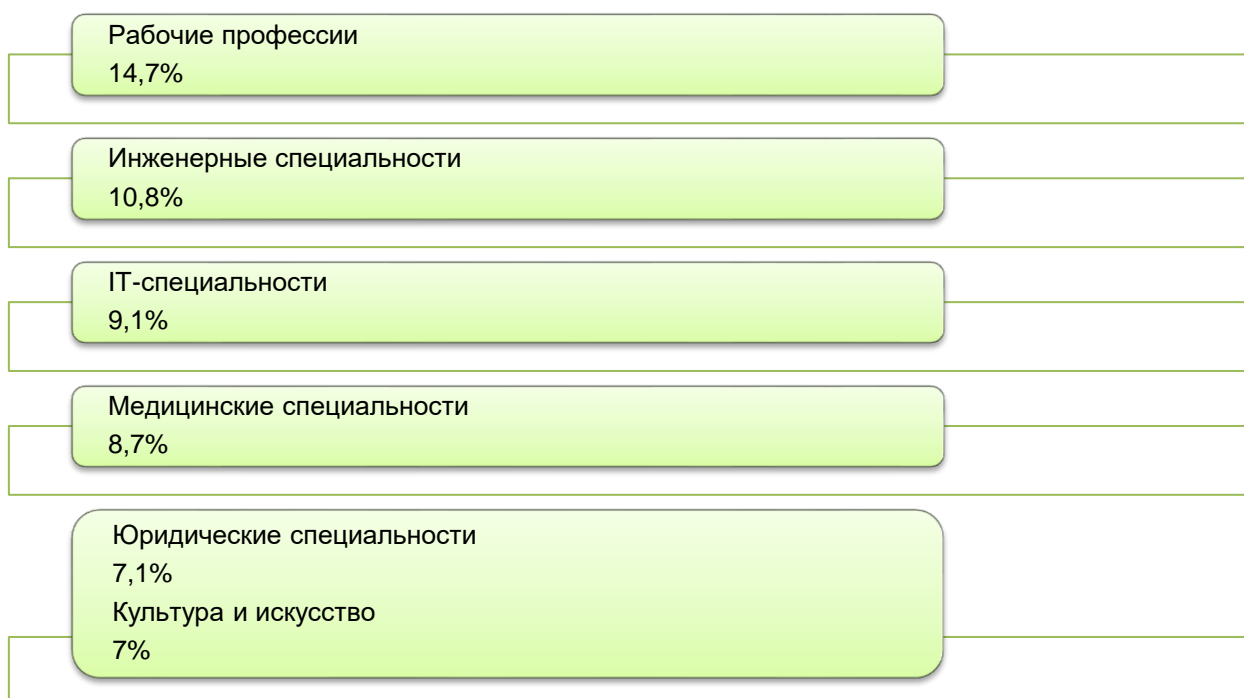 Рабочие профессии
14,7%
Инженерные специальности
10,8%
IT-специальности
9,1%
Медицинские специальности
8,7%
Юридические специальности
7,1%
Культура и искусство
7%